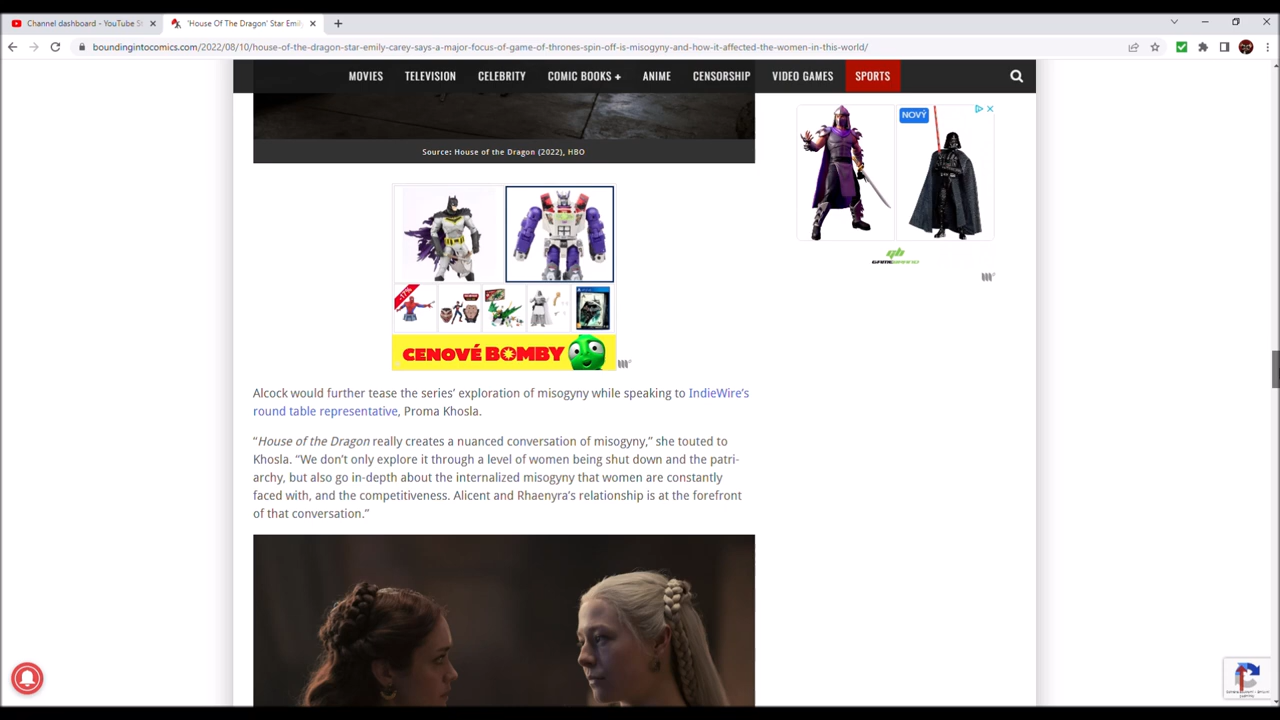 Channel dashboard - YouTube St
'House Of The Dragon' Star Emil
boundingintocomics.com/2022/08/10/house-of-the-dragon-star-emily-carey-says-a-major-focus-of-game-of-thrones-spin-off-is-misogyny-and-how-it-affected-the-women-in-this-world/
MOVIES TELEVISION CELEBRITY COMIC BOOKS + ANIME CENSORSHIP VIDEO GAMES SPORTS
Source: House of the Dragon (2022), HBO
NOVÝ
CENOVÉ BOMBY
Alcock would further tease the series’ exploration of misogyny while speaking to IndieWire’s
round table representative, Proma Khosla.
“House of the Dragon really creates a nuanced conversation of misogyny,” she touted to
Khosla. “We don’t only explore it through a level of women being shut down and the patri-
archy, but also go in-depth about the internalized misogyny that women are constantly
faced with, and the competitiveness. Alicent and Rhaenyra’s relationship is at the forefront
of that conversation.”